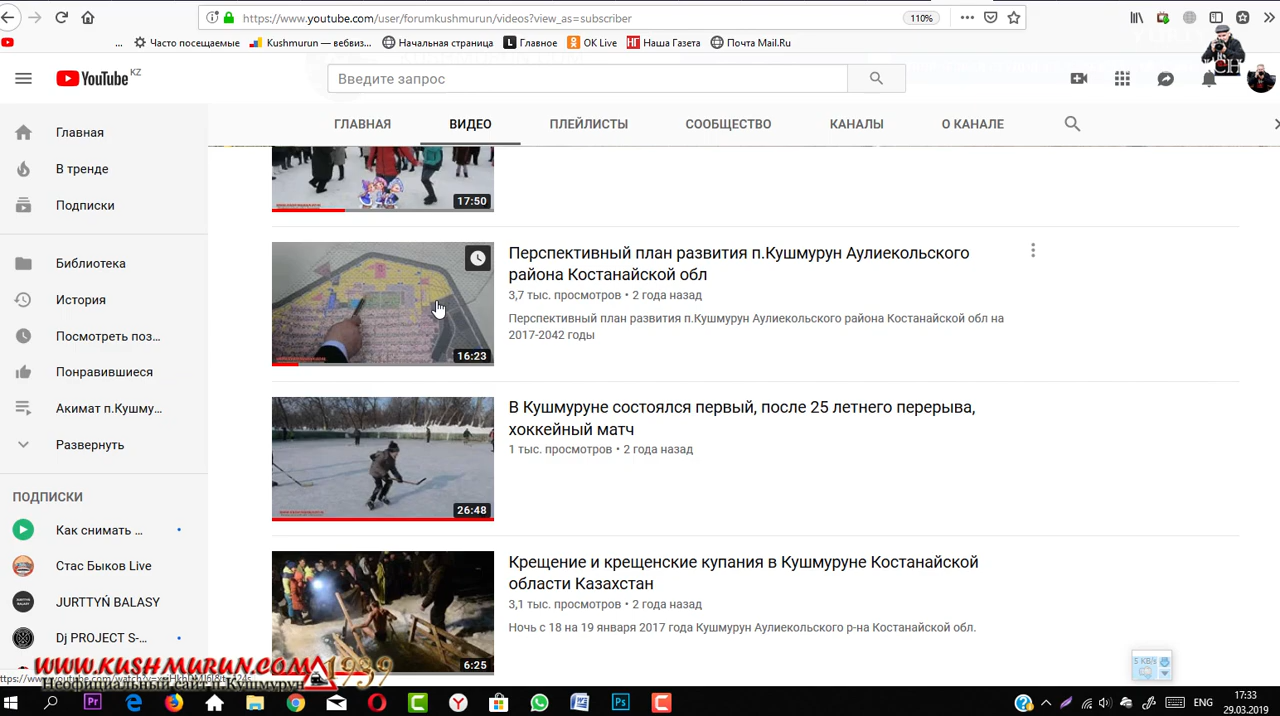 https://www.youtube.com/user/forumkushmurun/videos?view_as=subscriber
110%
...
Часто посещаемые
Kushmurun — вебвиз...
Начальная страница
Главное
OK Live
Наша Газета
Почта Mail.Ru
YouTube KZ
Введите запрос
ГЛАВНАЯ
ВИДЕО
ПЛЕЙЛИСТЫ
СООБЩЕСТВО
КАНАЛЫ
О КАНАЛЕ
Главная
В тренде
Подписки
Библиотека
История
Посмотреть поз...
Понравившиеся
Акимат п.Кушму...
Развернуть
ПОДПИСКИ
Как снимать ...
Стас Быков Live
JURTTYŃ BALASY
Dj PROJECT S-...
17:50
16:23
Перспективный план развития п.Кушмурун Аулиекольского
района Костанайской обл
3,7 тыс. просмотров • 2 года назад
Перспективный план развития п.Кушмурун Аулиекольского района Костанайской обл на
2017-2042 годы
26:48
В Кушмуруне состоялся первый, после 25 летнего перерыва,
хоккейный матч
1 тыс. просмотров • 2 года назад
6:25
Крещение и крещенские купания в Кушмуруне Костанайской
области Казахстан
3,1 тыс. просмотров • 2 года назад
Ночь с 18 на 19 января 2017 года Кушмурун Аулиекольского р-на Костанайской обл.
5 KB/s
WWW.KUSHMURUN.COM 1939
Неофициальный сайт п.Кушмурун
ENG
17:33
29.03.2019